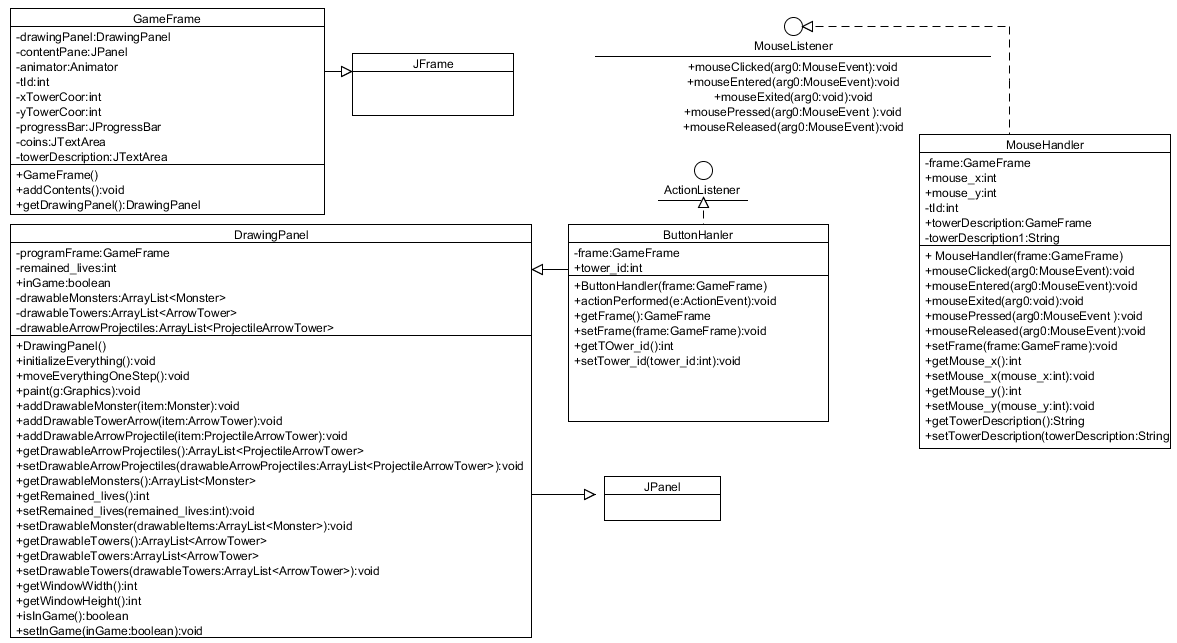 GameFrame
-drawingPanel:DrawingPanel
-contentPane:JPanel
-animator:Animator
-tId:int
-xTowerCoor:int
-yTowerCoor:int
-progressBar:JProgressBar
-coins:JTextArea
-towerDescription:JTextArea
+GameFrame()
+addContents():void
+getDrawingPanel():DrawingPanel
JFrame
MouseListener
+mouseClicked(arg0:MouseEvent):void
+mouseEntered(arg0:MouseEvent):void
+mouseExited(arg0:void):void
+mousePressed(arg0:MouseEvent ):void
+mouseReleased(arg0:MouseEvent):void
ActionListener
MouseHandler
-frame:GameFrame
+mouse_x:int
+mouse_y:int
-tId:int
+towerDescription:GameFrame
-towerDescription1:String
+ MouseHandler(frame:GameFrame)
+mouseClicked(arg0:MouseEvent):void
+mouseEntered(arg0:MouseEvent):void
+mouseExited(arg0:void):void
+mousePressed(arg0:MouseEvent ):void
+mouseReleased(arg0:MouseEvent):void
+setFrame(frame:GameFrame):void
+getMouse_x():int
+setMouse_x(mouse_x:int):void
+getMouse_y():int
+setMouse_y(mouse_y:int):void
+getTowerDescription():String
+setTowerDescription(towerDescription:String
DrawingPanel
-programFrame:GameFrame
-remained_lives:int
+inGame:boolean
-drawableMonsters:ArrayList<Monster>
-drawableTowers:ArrayList<ArrowTower>
-drawableArrowProjectiles:ArrayList<ProjectileArrowTower>
+DrawingPanel()
+initializeEverything():void
+moveEverythingOneStep():void
+paint(g:Graphics):void
+addDrawableMonster(item:Monster):void
+addDrawableTowerArrow(item:ArrowTower):void
+addDrawableArrowProjectile(item:ProjectileArrowTower):void
+getDrawableArrowProjectiles():ArrayList<ProjectileArrowTower>
+setDrawableArrowProjectiles(drawableArrowProjectiles:ArrayList<ProjectileArrowTower>):void
+getDrawableMonsters():ArrayList<Monster>
+getRemained_lives():int
+setRemained_lives(remained_lives:int):void
+setDrawableMonster(drawableItems:ArrayList<Monster>):void
+getDrawableTowers():ArrayList<ArrowTower>
+getDrawableTowers:ArrayList<ArrowTower>
+setDrawableTowers(drawableTowers:ArrayList<ArrowTower>):void
+getWindowWidth():int
+getWindowHeight():int
+isInGame():boolean
+setInGame(inGame:boolean):void
ButtonHanler
-frame:GameFrame
+tower_id:int
+ButtonHandler(frame:GameFrame)
+actionPerformed(e:ActionEvent):void
+getFrame():GameFrame
+setFrame(frame:GameFrame):void
+getTOwer_id():int
+setTower_id(tower_id:int):void
JPanel